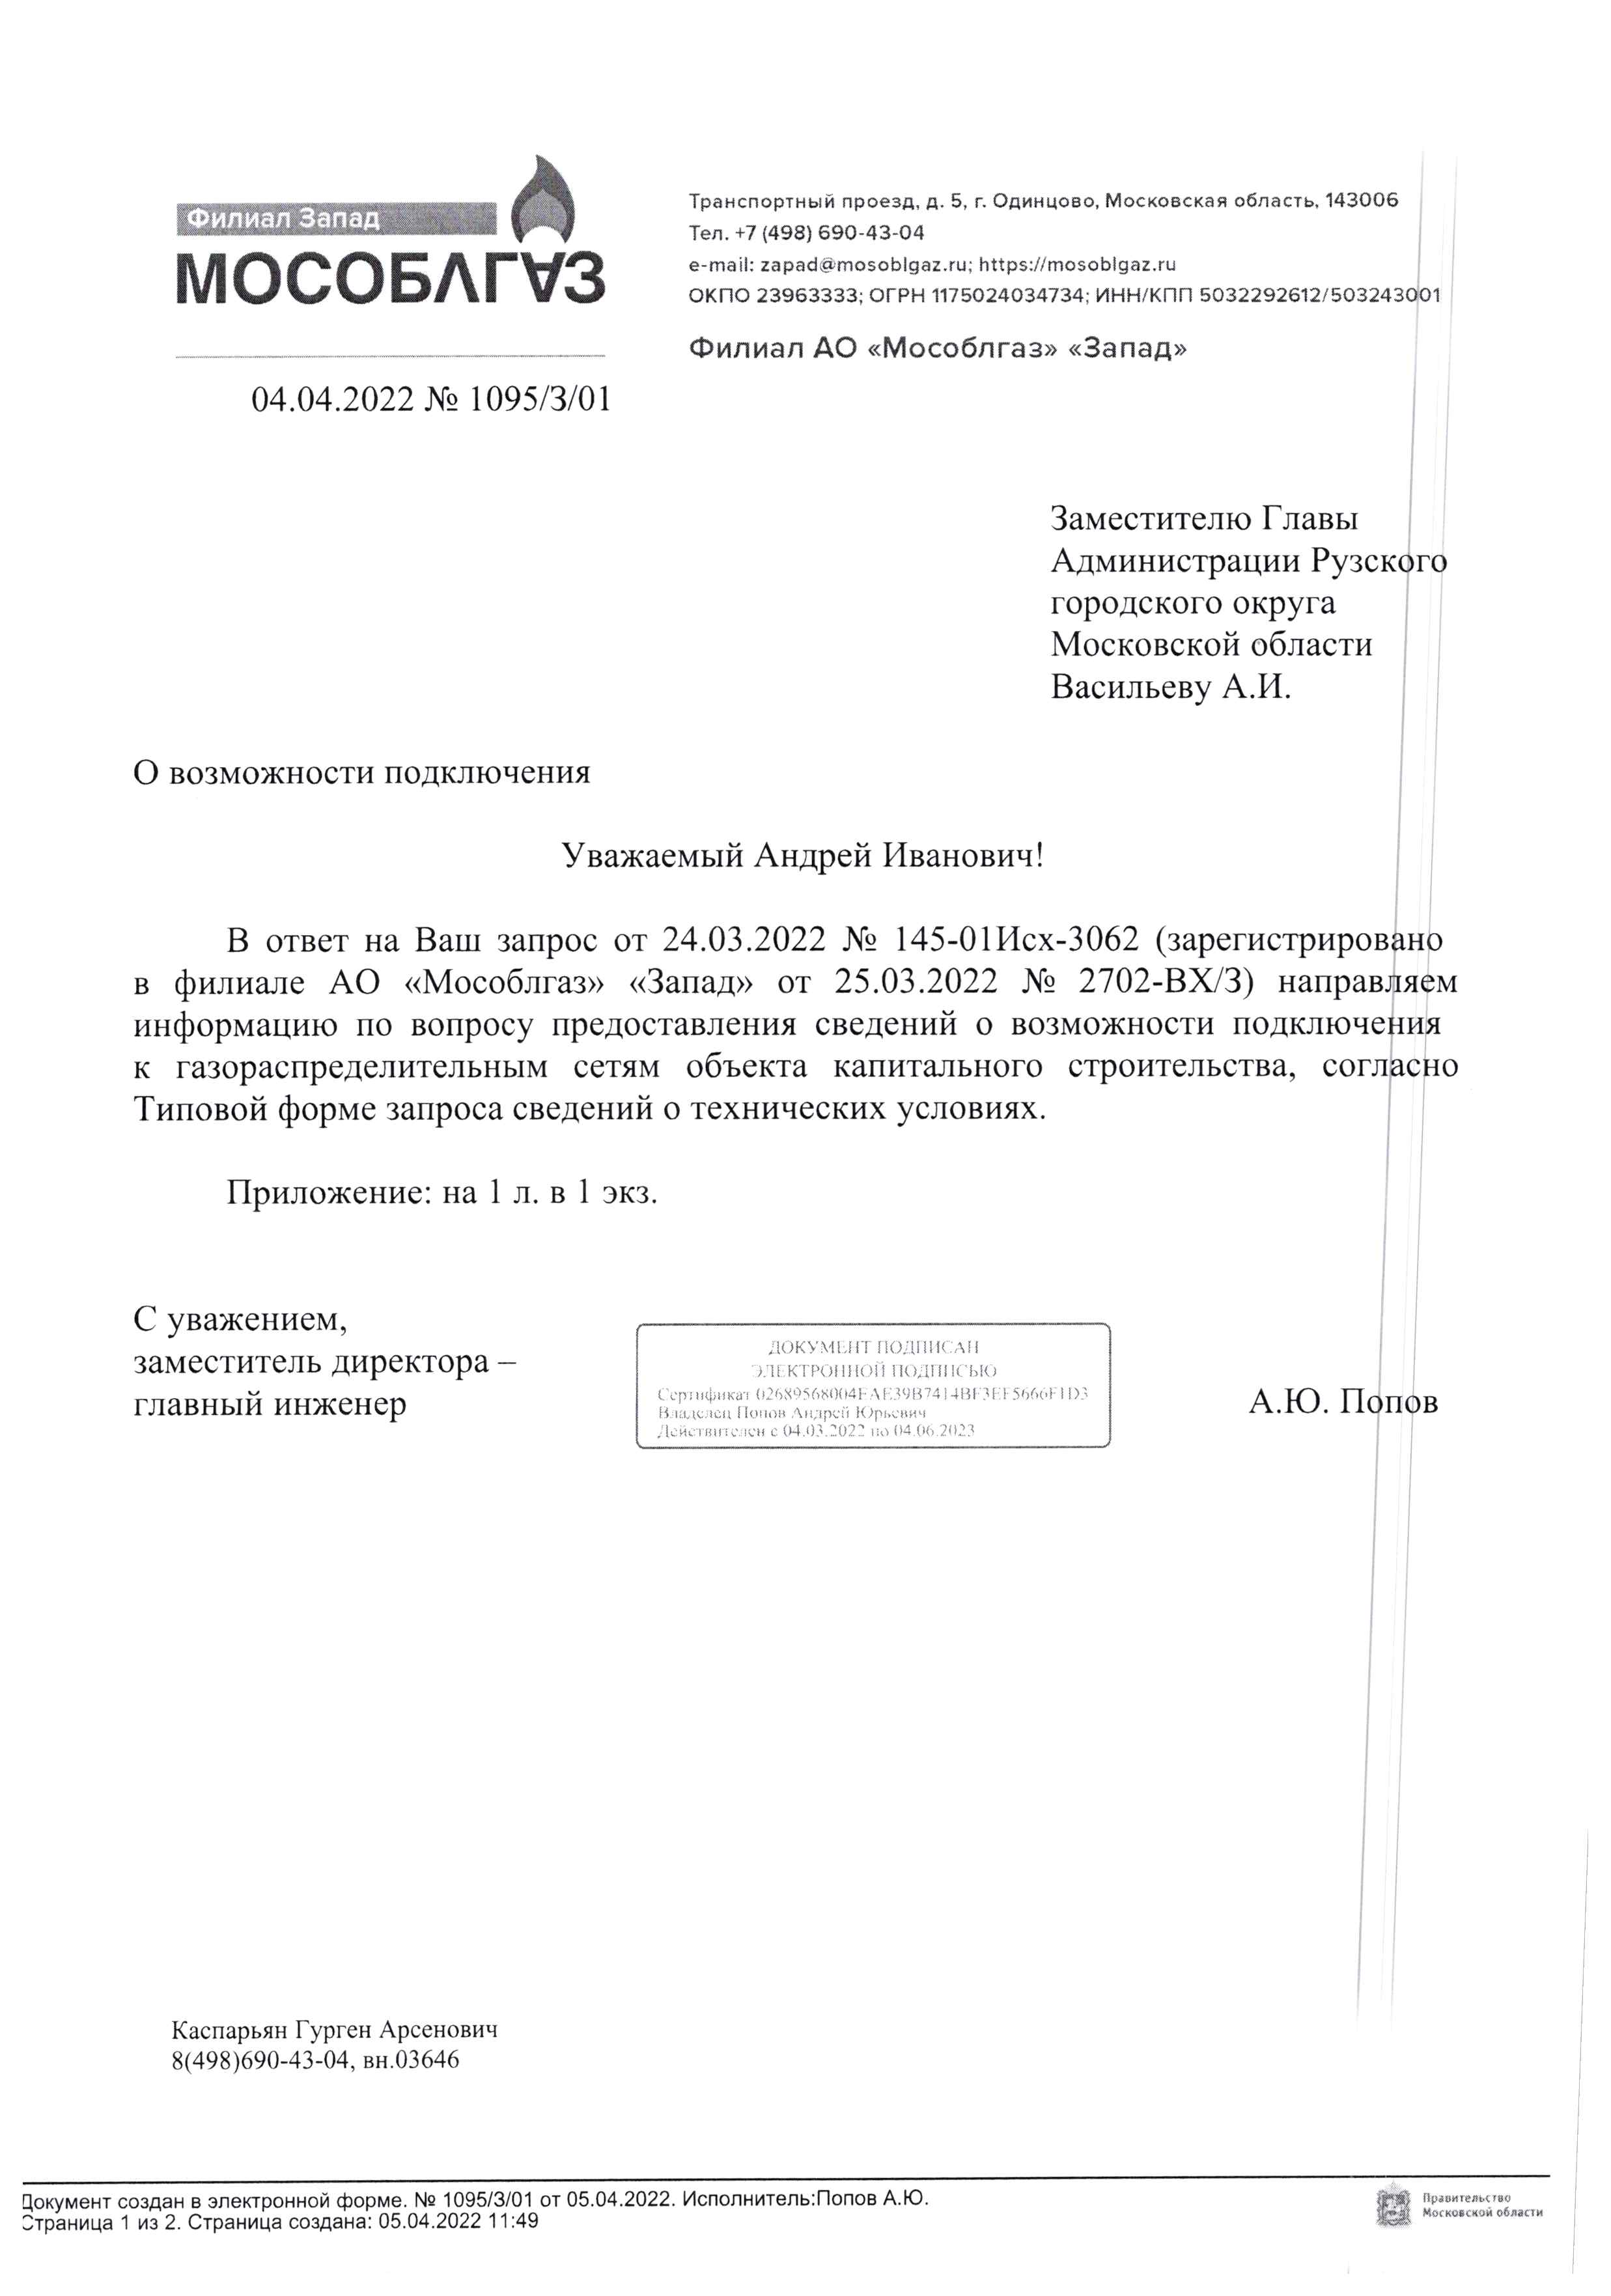 Филиал Запад
МОСОБЛГАЗ
Транспортный проезд, д. 5, г. Одинцово, Московская область, 143006
Тел. +7 (498) 690-43-04
e-mail: zapad@mosoblgaz.ru; https://mosoblgaz.ru
ОКПО 23963333; ОГРН 1175024034734; ИНН/КПП 5032292612/503243001
Филиал АО «Мособлгаз» «Запад»
04.04.2022 № 1095/З/01
Заместителю Главы
Администрации Рузского
городского округа
Московской области
Васильеву А.И.
О возможности подключения
Уважаемый Андрей Иванович!
В ответ на Ваш запрос от 24.03.2022 № 145-01Исх-3062 (зарегистрировано
в филиале АО «Мособлгаз» «Запад» от 25.03.2022 № 2702-ВХ/З) направляем
информацию по вопросу предоставления сведений о возможности подключения
к газораспределительным сетям объекта капитального строительства, согласно
Типовой форме запроса сведений о технических условиях.
Приложение: на 1 л. в 1 экз.
С уважением,
заместитель директора –
главный инженер
ДОКУМЕНТ ПОДПИСАН
ЭЛЕКТРОННОЙ ПОДПИСЬЮ
Сертификат 02689568004EAE39B7414BF3EF5666F1D3
Владелец Попов Андрей Юрьевич
Действителен с 04.03.2022 по 04.06.2023
А.Ю. Попов
Каспарьян Гурген Арсенович
8(498)690-43-04, вн.03646
Документ создан в электронной форме. № 1095/З/01 от 05.04.2022. Исполнитель:Попов А.Ю.
Страница 1 из 2. Страница создана: 05.04.2022 11:49
Правительство
Московской области